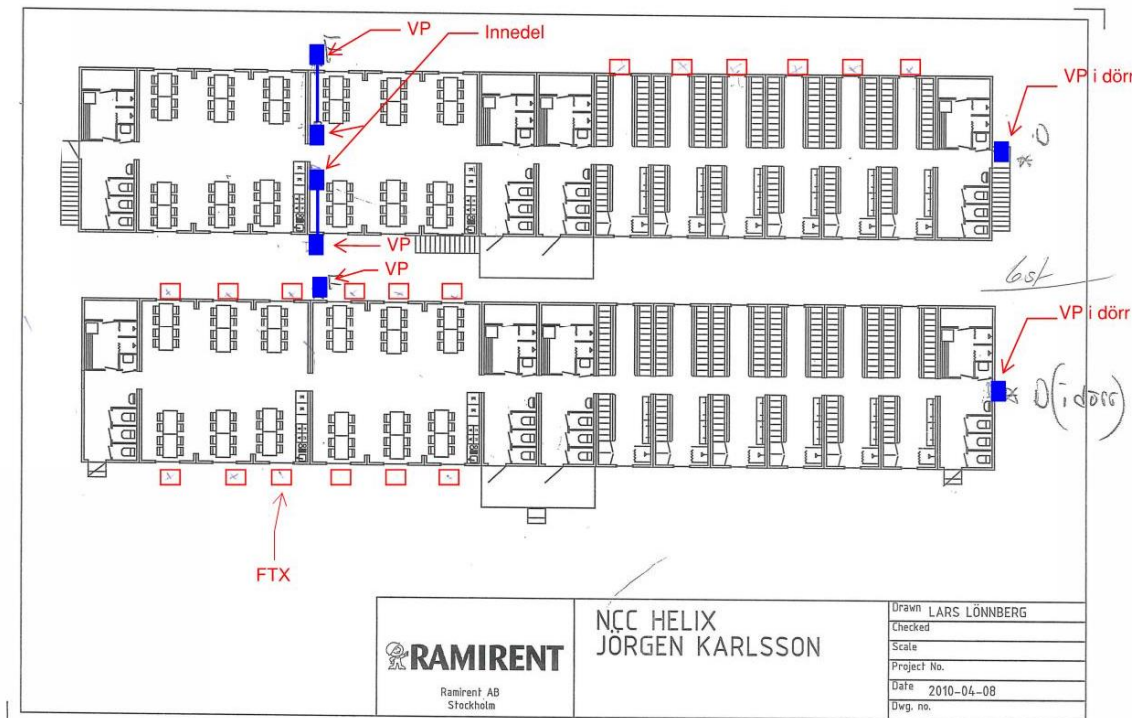 VP
Innedel
VP i dörr
Ö
VP
VP
6st
VP i dörr
Ö (i dörr)
FTX
RAMIRENT
Ramirent AB
Stockholm
NCC HELIX
JÖRGEN KARLSSON
Drawn LARS LÖNNBERG
Checked
Scale
Project No.
Date 2010-04-08
Dwg. no.